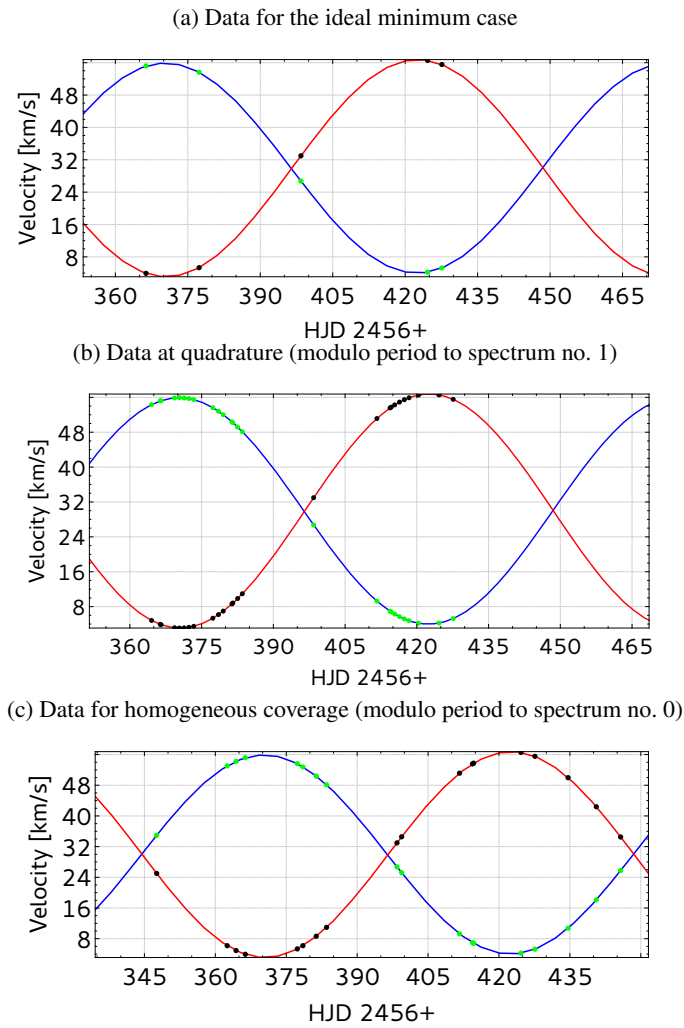 (a) Data for the ideal minimum case
48
40
32
24
16
8
Velocity [km/s]
360 375 390 405 420 435 450 465
HJD 2456+
(b) Data at quadrature (modulo period to spectrum no. 1)
48
40
32
24
16
8
Velocity [km/s]
360 375 390 405 420 435 450 465
HJD 2456+
(c) Data for homogeneous coverage (modulo period to spectrum no. 0)
48
40
32
24
16
8
Velocity [km/s]
345 360 375 390 405 420 435
HJD 2456+